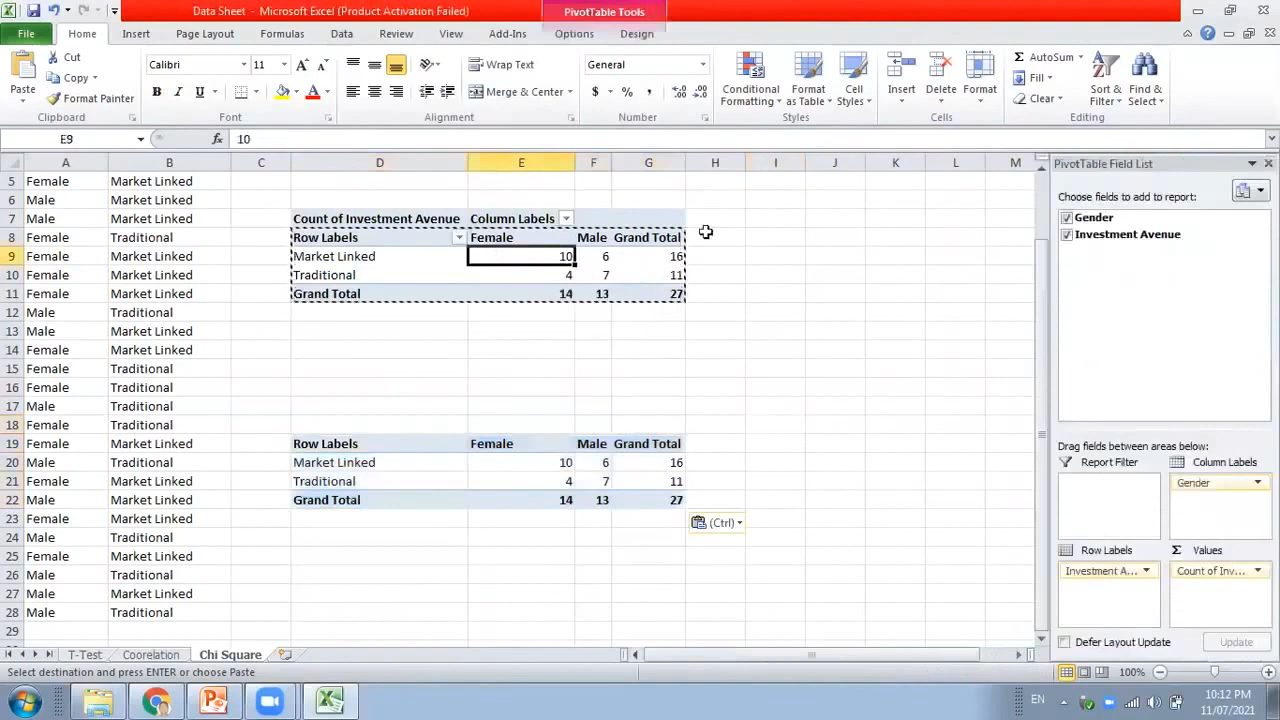 Data Sheet - Microsoft Excel (Product Activation Failed)
PivotTable Tools
File Home Insert Page Layout Formulas Data Review View Add-Ins Options Design
Paste
Cut
Copy
Format Painter
Clipboard
Calibri 11
B I U
Font
Wrap Text
Merge & Center
Alignment
General
$ % ,
Number
Conditional Formatting
Format as Table
Cell Styles
Styles
Insert Delete Format
Cells
AutoSum
Fill
Clear
Sort & Filter
Find & Select
Editing
E9 fx 10
A B C D E F G H I J K L M
5 Female Market Linked
6 Male Market Linked
7 Male Market Linked Count of Investment Avenue Column Labels
8 Female Traditional Row Labels Female Male Grand Total
9 Female Market Linked Market Linked 10 6 16
10 Female Market Linked Traditional 4 7 11
11 Female Market Linked Grand Total 14 13 27
12 Male Traditional
13 Male Market Linked
14 Female Market Linked
15 Female Traditional
16 Female Market Linked
17 Male Traditional
18 Female Traditional
19 Female Market Linked Row Labels Female Male Grand Total
20 Male Traditional Market Linked 10 6 16
21 Female Market Linked Traditional 4 7 11
22 Male Market Linked Grand Total 14 13 27
23 Female Market Linked
24 Male Traditional
25 Female Market Linked
26 Male Traditional
27 Male Market Linked
28 Male Traditional
29
(Ctrl)
PivotTable Field List
Choose fields to add to report:
Gender
Investment Avenue
Drag fields between areas below:
Report Filter
Column Labels
Gender
Row Labels
Σ Values
Investment A...
Count of Inv...
Defer Layout Update
Update
T-Test Coorelation Chi Square
Select destination and press ENTER or choose Paste
100%
EN
10:12 PM
11/07/2021